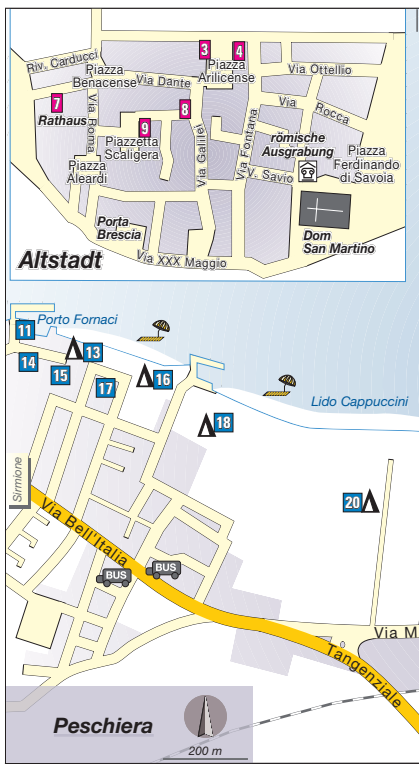 3
4
Riv. Carducci
Piazza
Benacense
Via Dante
Piazza
Arilicense
Via Ottellio
7
Rathaus
Via Roma
8
9
Piazzetta
Scaligera
Via Galilei
Via Fontana
Via Rocca
römische
Ausgrabung
Piazza
Ferdinando
di Savoia
Piazza
Aleardi
V. Savio
Porta
Brescia
Dom
San Martino
Via XXX Maggio
Altstadt
Porto Fornaci
11
13
14
15
16
17
18
Lido Cappuccini
20
Sirmione
Via Bell'Italia
BUS
BUS
Via M
Tangenziale
Peschiera
200 m